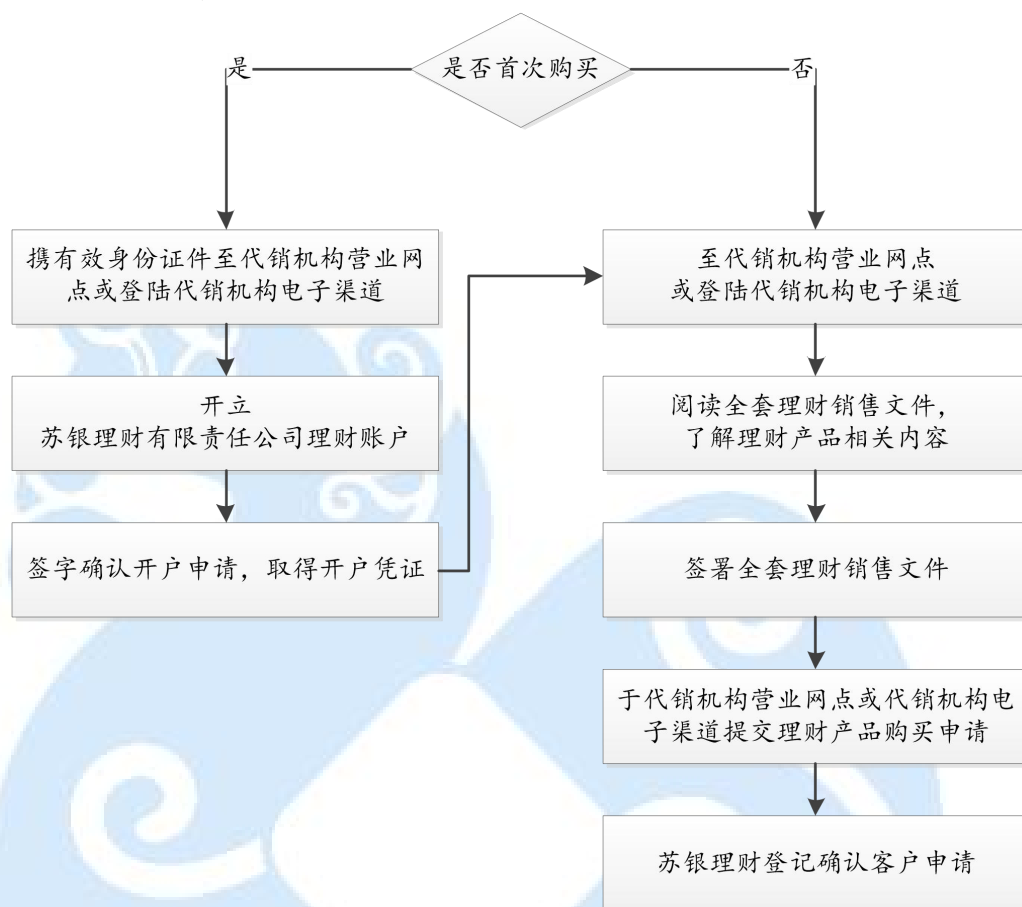 是否首次购买
是
否
携有效身份证件至代销机构营业网
点或登陆代销机构电子渠道
开立
苏银理财有限责任公司理财账户
签字确认开户申请，取得开户凭证
至代销机构营业网点
或登陆代销机构电子渠道
阅读全套理财销售文件，
了解理财产品相关内容
签署全套理财销售文件
于代销机构营业网点或代销机构电
子渠道提交理财产品购买申请
苏银理财登记确认客户申请